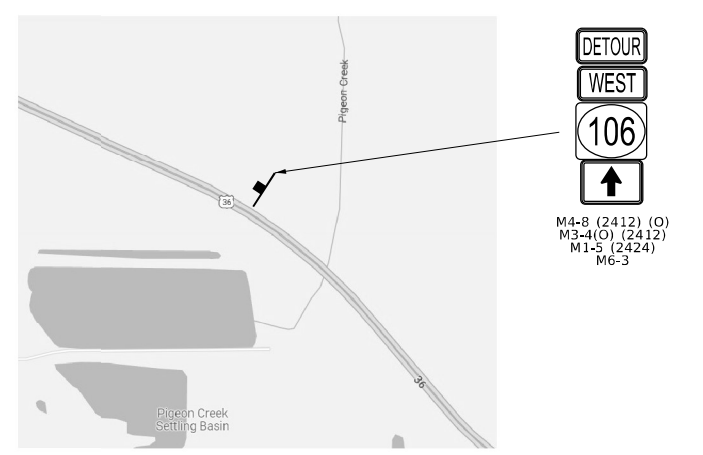 DETOUR
WEST
106
M4-8 (2412) (O)
M3-4(O) (2412)
M1-5 (2424)
M6-3
Pigeon Creek
36
36
Pigeon Creek
Settling Basin